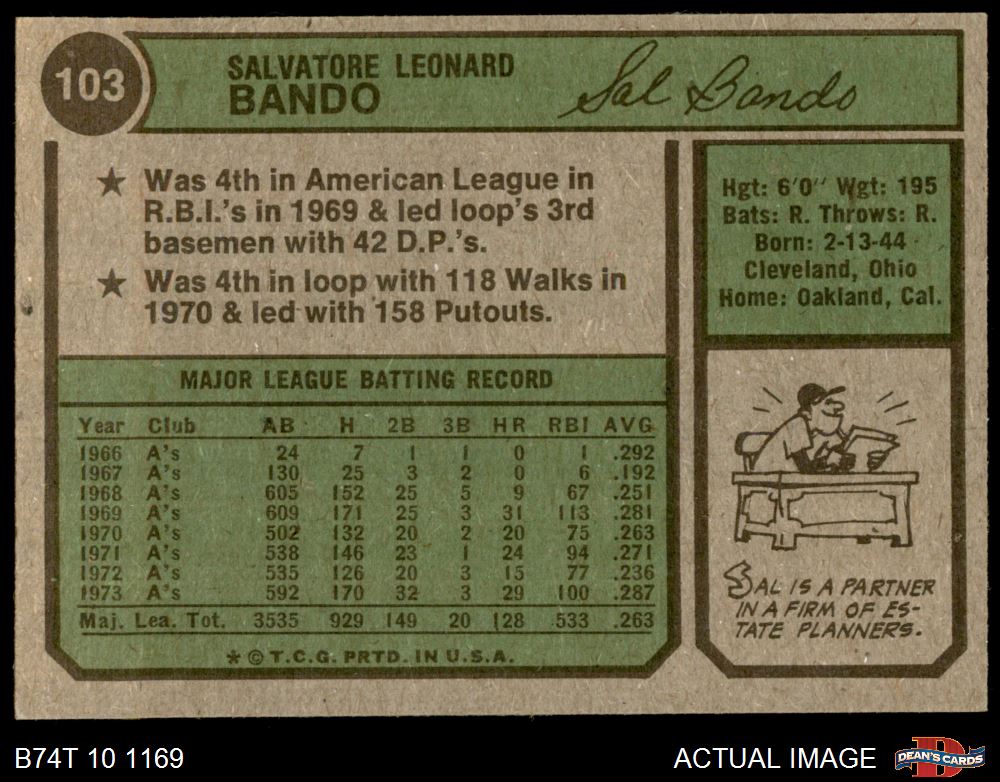 103
SALVATORE LEONARD
BANDO
Sal Bando
★ Was 4th in American League in
R.B.I.'s in 1969 & led loop's 3rd
basemen with 42 D.P.'s.
★ Was 4th in loop with 118 Walks in
1970 & led with 158 Putouts.
Hgt: 6'0" Wgt: 195
Bats: R. Throws: R.
Born: 2-13-44
Cleveland, Ohio
Home: Oakland, Cal.
MAJOR LEAGUE BATTING RECORD
Year Club AB H 2B 3B HR RBI AVG
1966 A's 24 7 1 1 0 1 .292
1967 A's 130 25 3 2 0 6 .192
1968 A's 605 152 25 5 9 67 .251
1969 A's 609 171 25 3 31 113 .281
1970 A's 502 132 20 2 20 75 .263
1971 A's 538 146 23 1 24 94 .271
1972 A's 535 126 20 3 15 77 .236
1973 A's 592 170 32 3 29 100 .287
Maj. Lea. Tot. 3535 929 149 20 128 533 .263
* © T.C.G. PRTD. IN U.S.A.
SAL IS A PARTNER
IN A FIRM OF ES-
TATE PLANNERS.
B74T 10 1169
ACTUAL IMAGE
D
DEAN'S CARDS